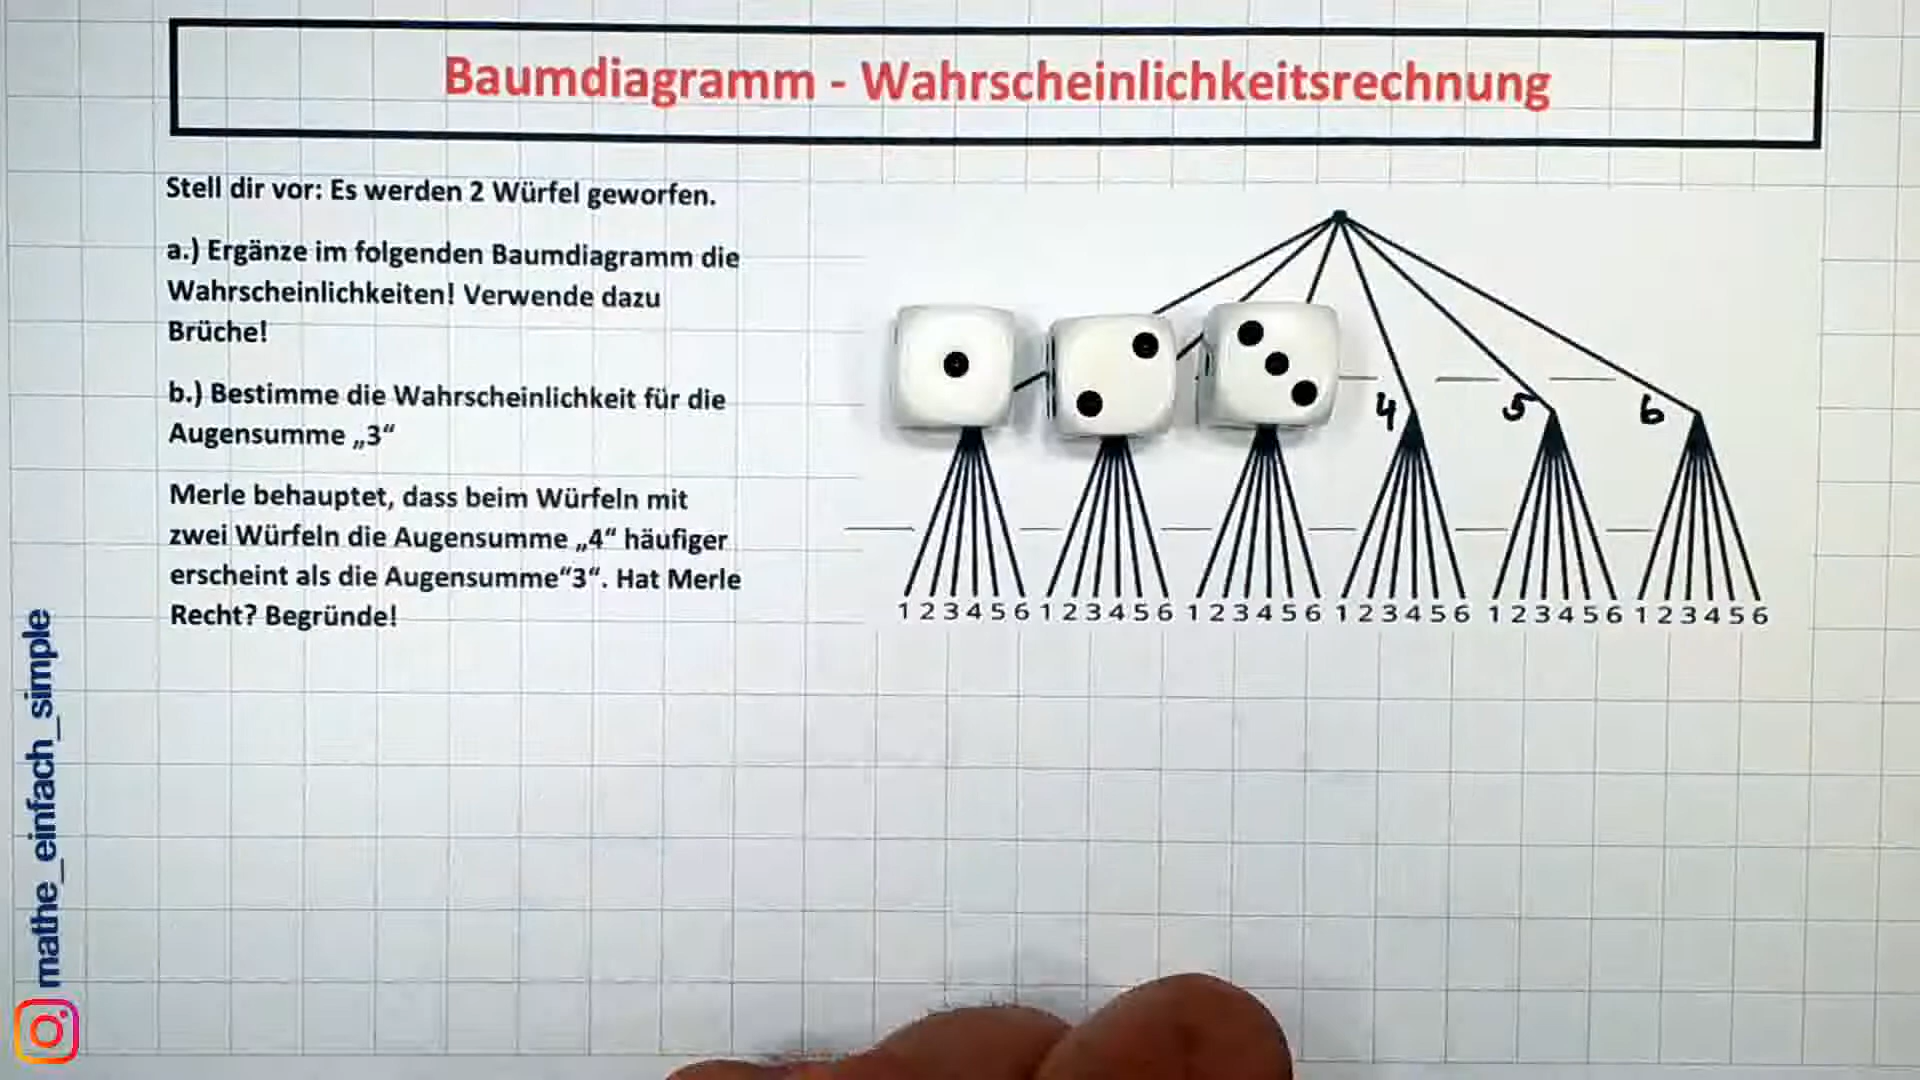 Baumdiagramm - Wahrscheinlichkeitsrechnung
Stell dir vor: Es werden 2 Würfel geworfen.
a.) Ergänze im folgenden Baumdiagramm die
Wahrscheinlichkeiten! Verwende dazu
Brüche!
b.) Bestimme die Wahrscheinlichkeit für die
Augensumme „3“
Merle behauptet, dass beim Würfeln mit
zwei Würfeln die Augensumme „4“ häufiger
erscheint als die Augensumme“3“. Hat Merle
Recht? Begründe!
4 5 6
1 2 3 4 5 6 1 2 3 4 5 6 1 2 3 4 5 6 1 2 3 4 5 6 1 2 3 4 5 6 1 2 3 4 5 6
mathe_einfach_simple